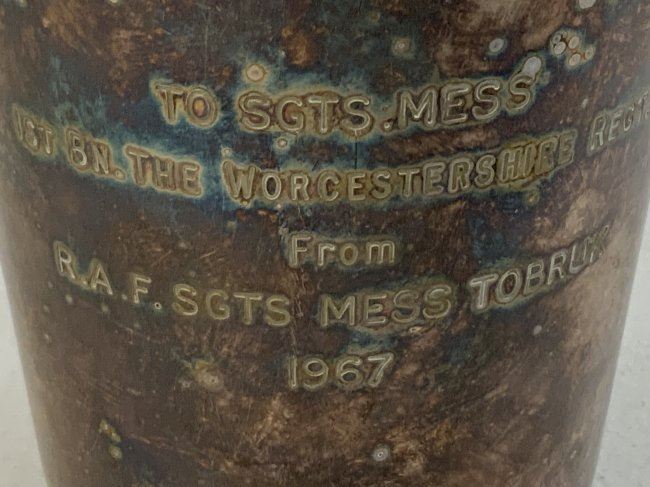 TO SGTS. MESS
1ST BN. THE WORCESTERSHIRE REGT.
From
R.A.F. SGTS MESS TOBRUK
1967